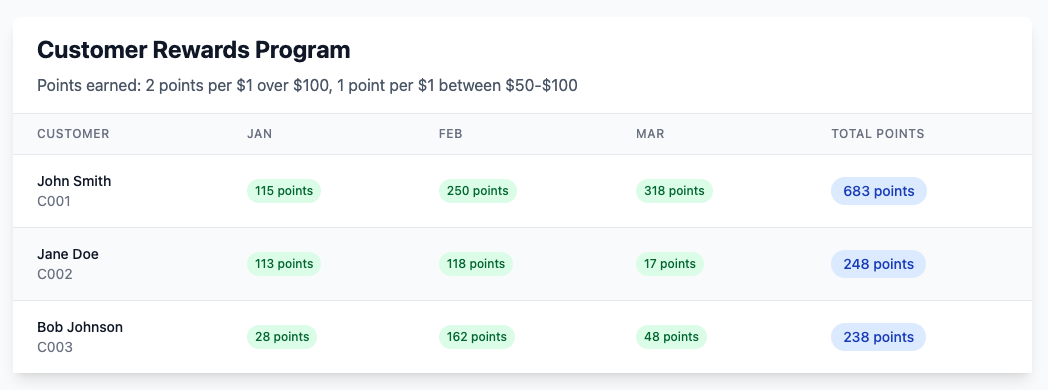 Customer Rewards Program
Points earned: 2 points per $1 over $100, 1 point per $1 between $50-$100
CUSTOMER JAN FEB MAR TOTAL POINTS
John Smith
C001
115 points 250 points 318 points 683 points
Jane Doe
C002
113 points 118 points 17 points 248 points
Bob Johnson
C003
28 points 162 points 48 points 238 points